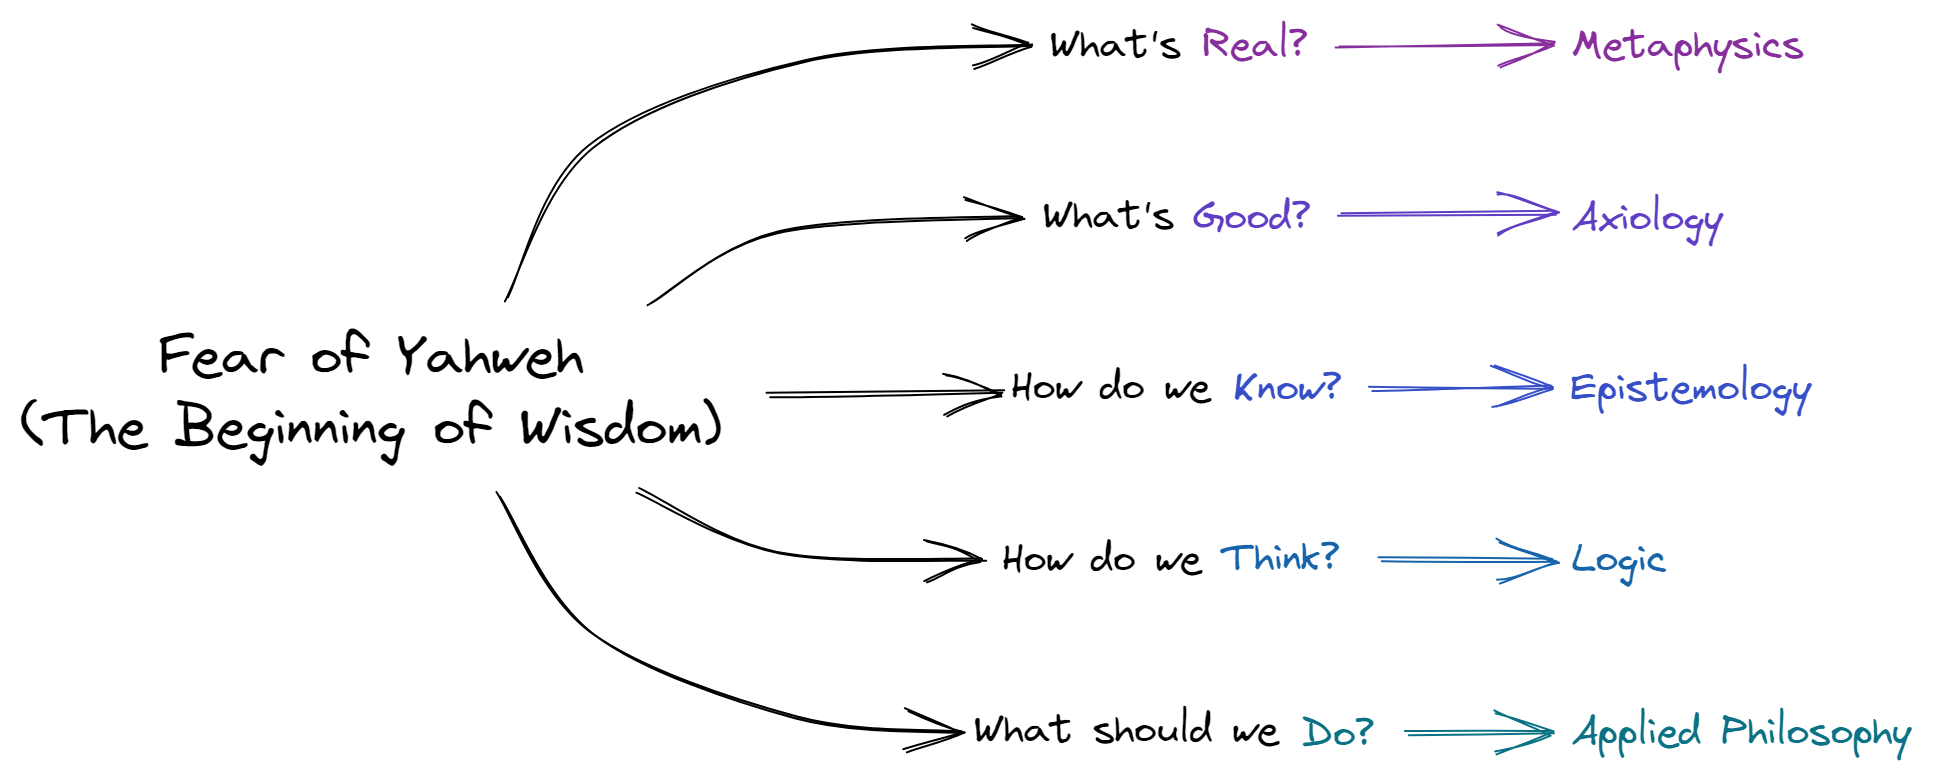 What's Real?
Metaphysics
What's Good?
Axiology
Fear of Yahweh
(The Beginning of Wisdom)
How do we Know?
Epistemology
How do we Think?
Logic
What should we Do?
Applied Philosophy